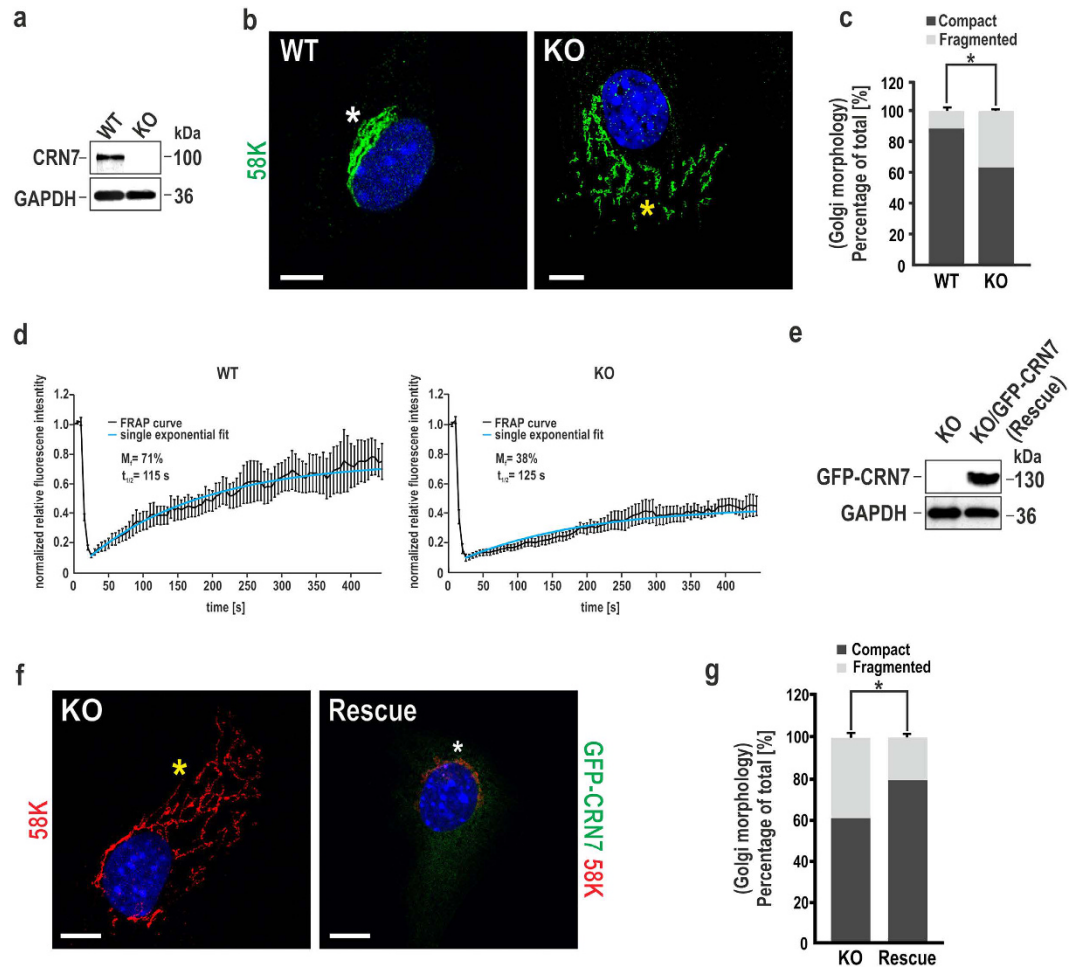 a
WT KO kDa
CRN7 100
GAPDH 36
b
WT
KO
58K
*
*
c
Compact
Fragmented
*
(Golgi morphology)
Percentage of total [%]
120
100
80
60
40
20
0
WT KO
d
WT
normalized relative fluorescene intesntity
1.2
1.0
0.8
0.6
0.4
0.2
0
FRAP curve
single exponential fit
Mf= 71%
t1/2= 115 s
0 50 100 150 200 250 300 350 400
time [s]
KO
normalized relative fluorescene intesntity
1.2
1.0
0.8
0.6
0.4
0.2
0
FRAP curve
single exponential fit
Mf= 38%
t1/2= 125 s
0 50 100 150 200 250 300 350 400
time [s]
e
KO KO/GFP-CRN7
(Rescue)
kDa
GFP-CRN7 130
GAPDH 36
f
KO
Rescue
58K
*
*
GFP-CRN7 58K
g
Compact
Fragmented
*
(Golgi morphology)
Percentage of total [%]
120
100
80
60
40
20
0
KO Rescue